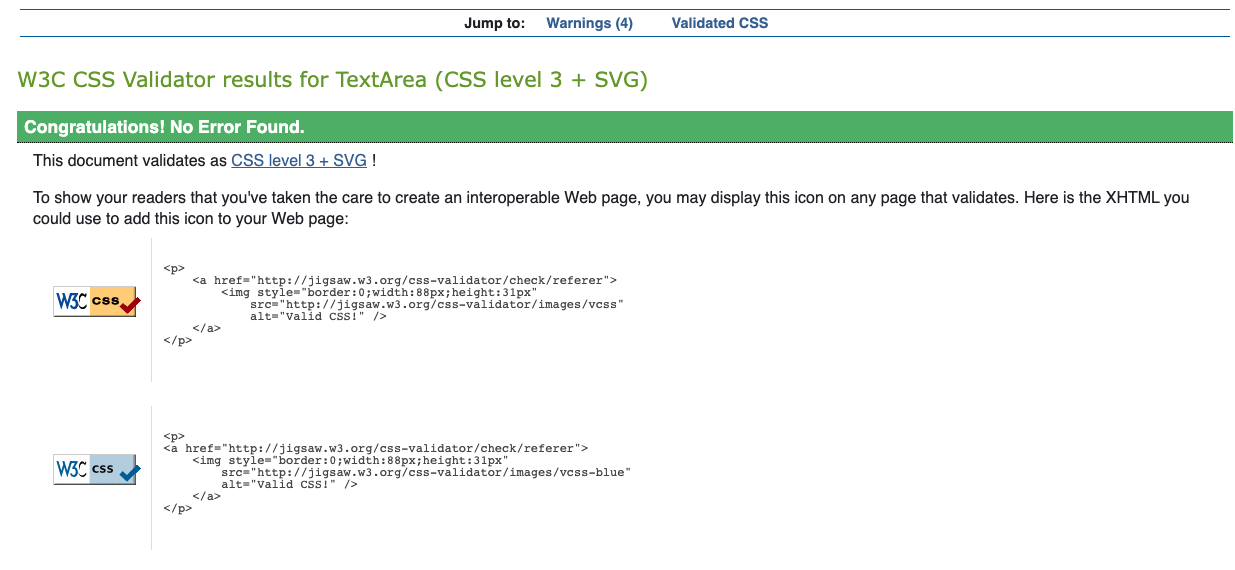 Jump to: Warnings (4) Validated CSS
W3C CSS Validator results for TextArea (CSS level 3 + SVG)
Congratulations! No Error Found.
This document validates as CSS level 3 + SVG !
To show your readers that you've taken the care to create an interoperable Web page, you may display this icon on any page that validates. Here is the XHTML you
could use to add this icon to your Web page:
W3C css
<p>
<a href="http://jigsaw.w3.org/css-validator/check/referer">
<img style="border:0;width:88px;height:31px"
src="http://jigsaw.w3.org/css-validator/images/vcss"
alt="Valid CSS!" />
</a>
</p>
W3C css
<p>
<a href="http://jigsaw.w3.org/css-validator/check/referer">
<img style="border:0;width:88px;height:31px"
src="http://jigsaw.w3.org/css-validator/images/vcss-blue"
alt="Valid CSS!" />
</a>
</p>